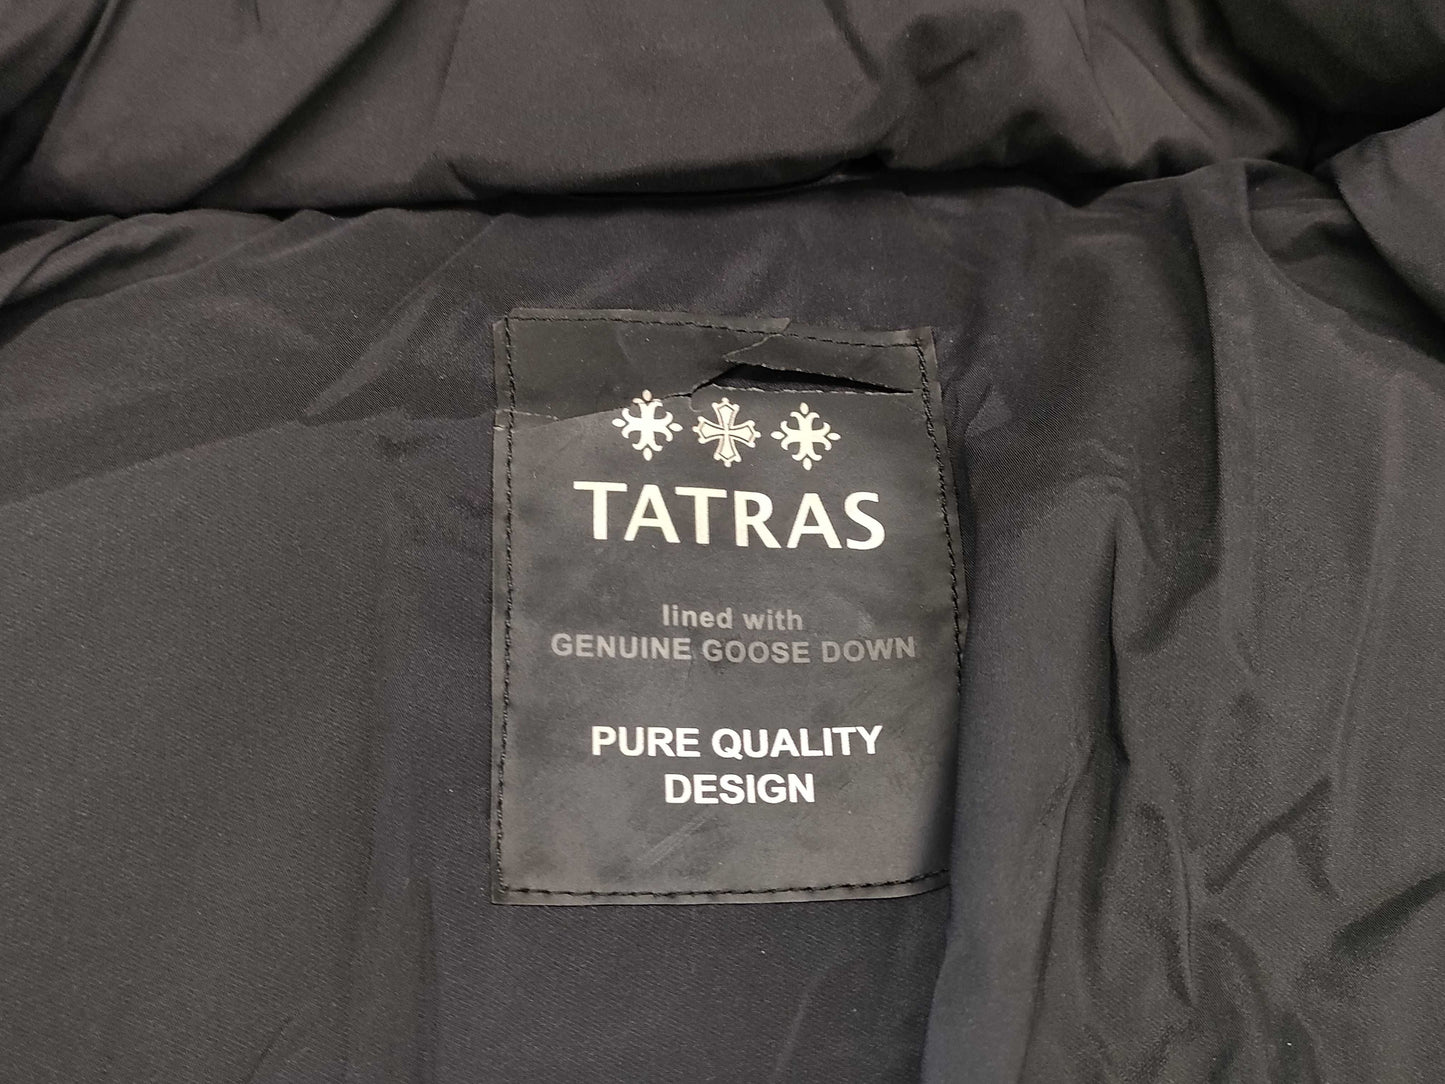 TATRAS
lined with
GENUINE GOOSE DOWN
PURE QUALITY
DESIGN